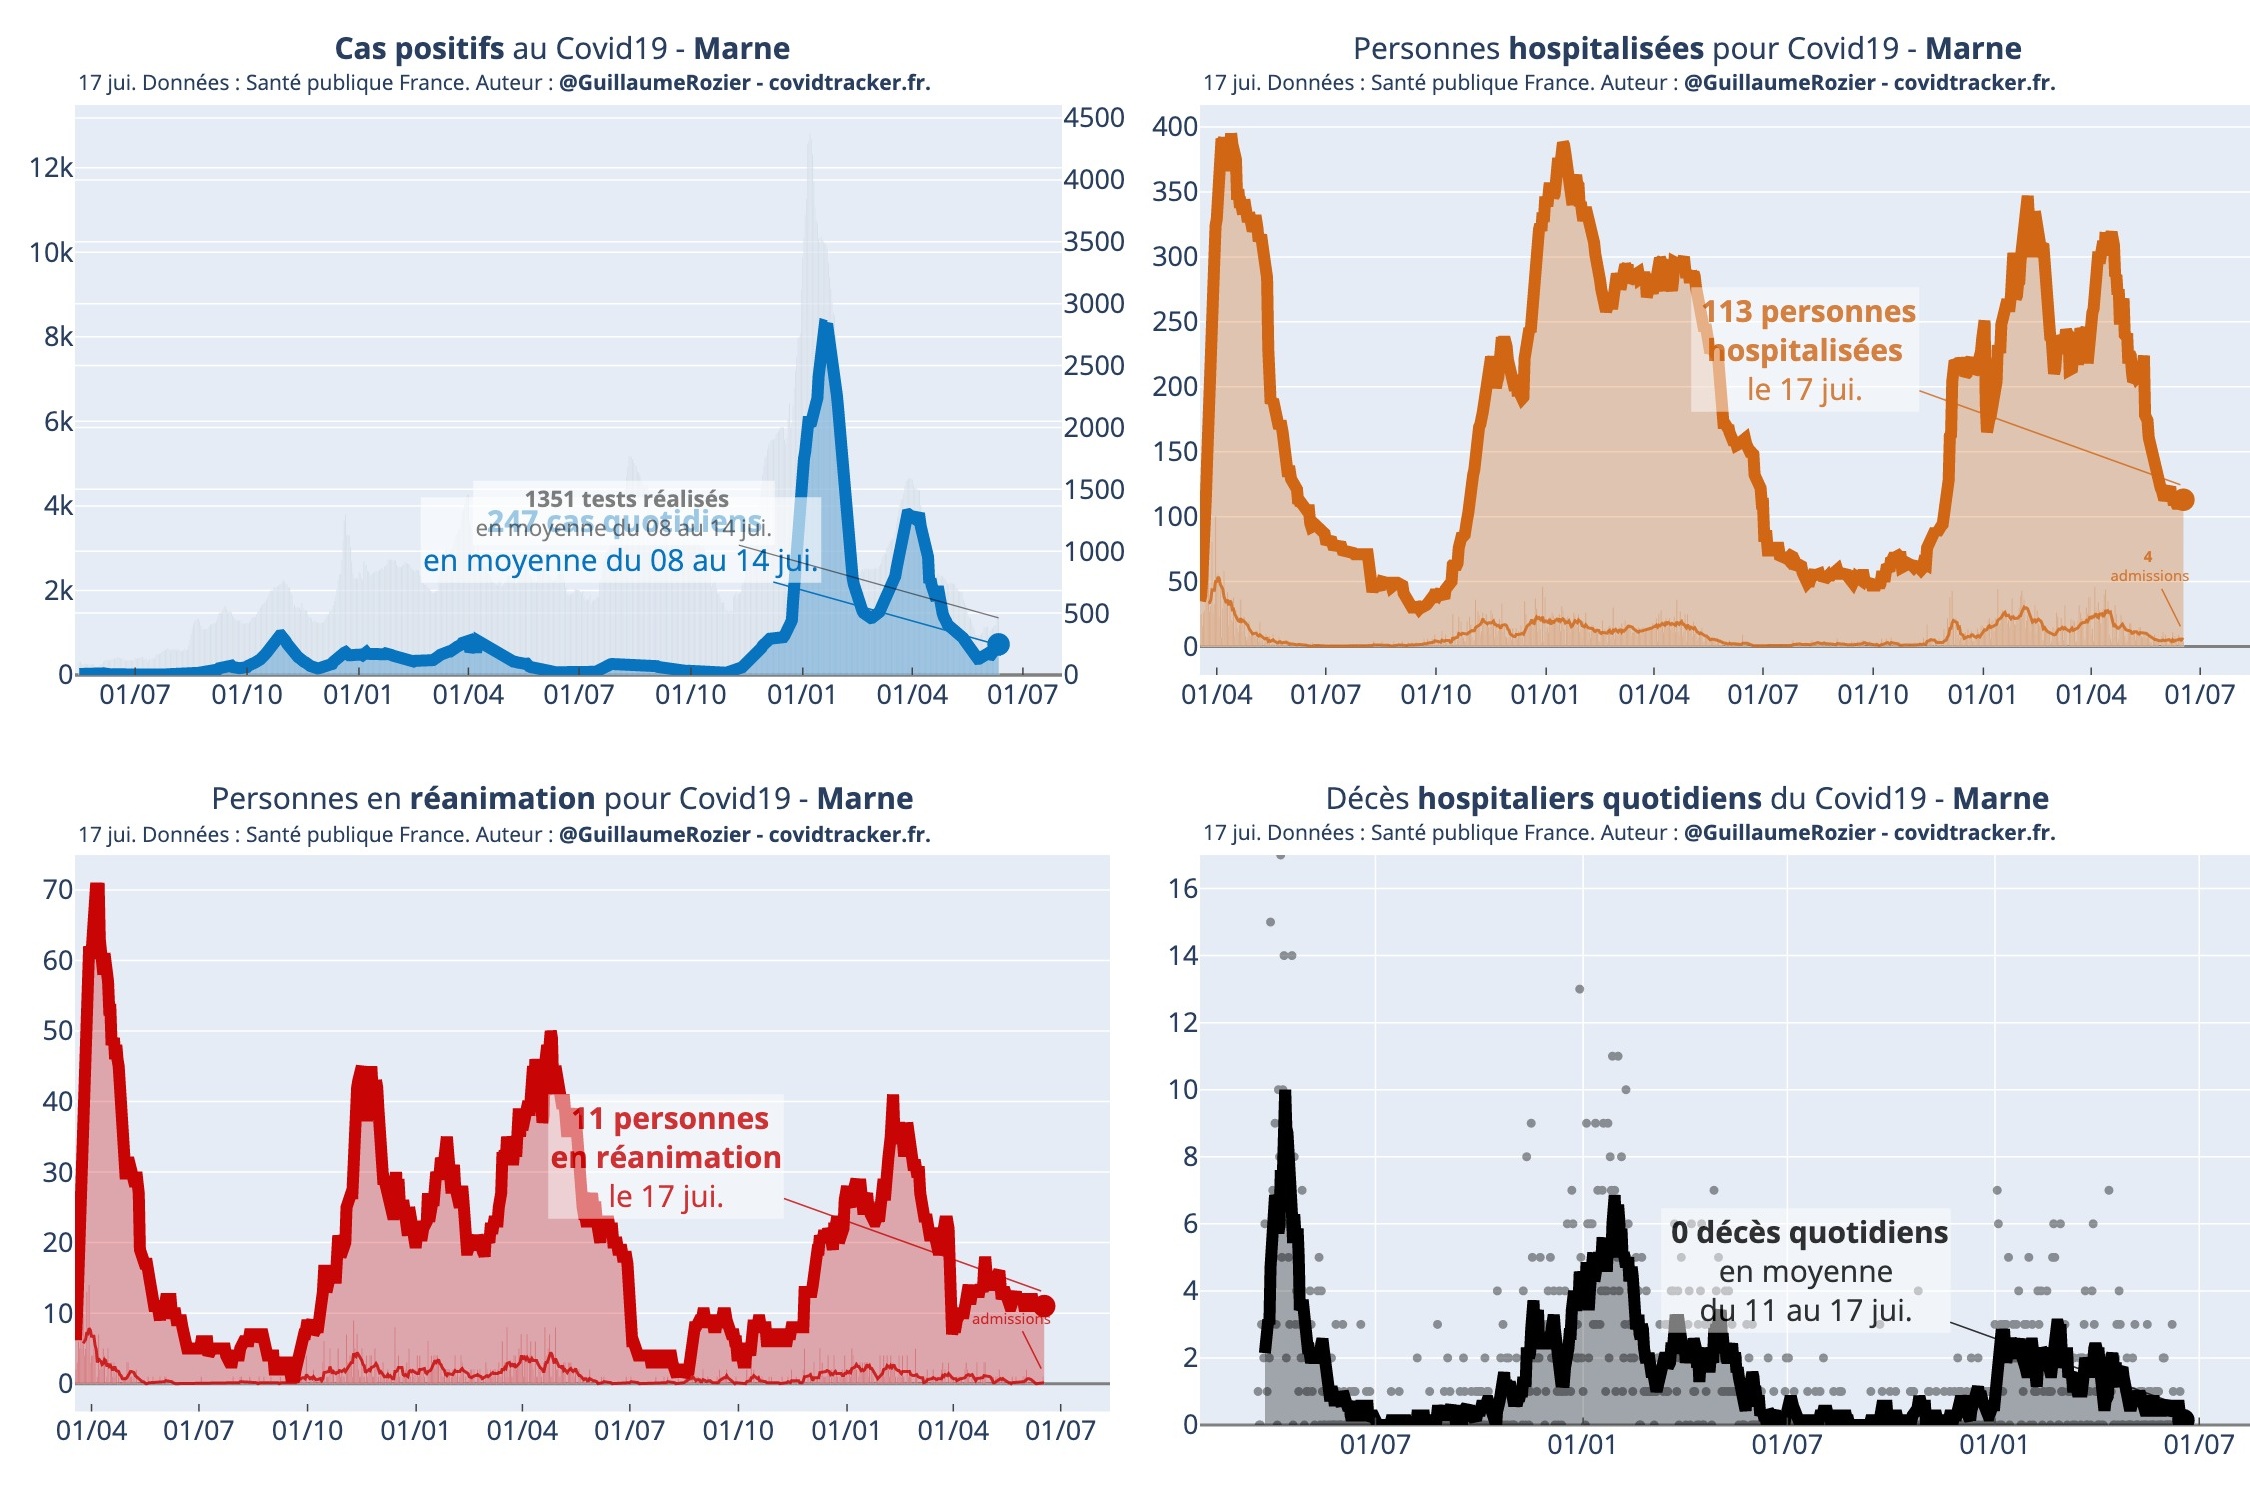 Cas positifs au Covid19 - Marne
17 jui. Données : Santé publique France. Auteur : @GuillaumeRozier - covidtracker.fr.
12k
10k
8k
6k
4k
2k
0
4500
4000
3500
3000
2500
2000
1500
1000
500
0
1351 tests réalisés
en moyenne du 08 au 14 jui.
247 cas quotidiens
en moyenne du 08 au 14 jui.
01/07 01/10 01/01 01/04 01/07 01/10 01/01 01/04 01/07
Personnes hospitalisées pour Covid19 - Marne
17 jui. Données : Santé publique France. Auteur : @GuillaumeRozier - covidtracker.fr.
400
350
300
250
200
150
100
50
0
113 personnes
hospitalisées
le 17 jui.
4
admissions
01/04 01/07 01/10 01/01 01/04 01/07 01/10 01/01 01/04 01/07
Personnes en réanimation pour Covid19 - Marne
17 jui. Données : Santé publique France. Auteur : @GuillaumeRozier - covidtracker.fr.
70
60
50
40
30
20
10
0
11 personnes
en réanimation
le 17 jui.
admissions
01/04 01/07 01/10 01/01 01/04 01/07 01/10 01/01 01/04 01/07
Décès hospitaliers quotidiens du Covid19 - Marne
17 jui. Données : Santé publique France. Auteur : @GuillaumeRozier - covidtracker.fr.
16
14
12
10
8
6
4
2
0
0 décès quotidiens
en moyenne
du 11 au 17 jui.
01/07 01/01 01/07 01/01 01/07